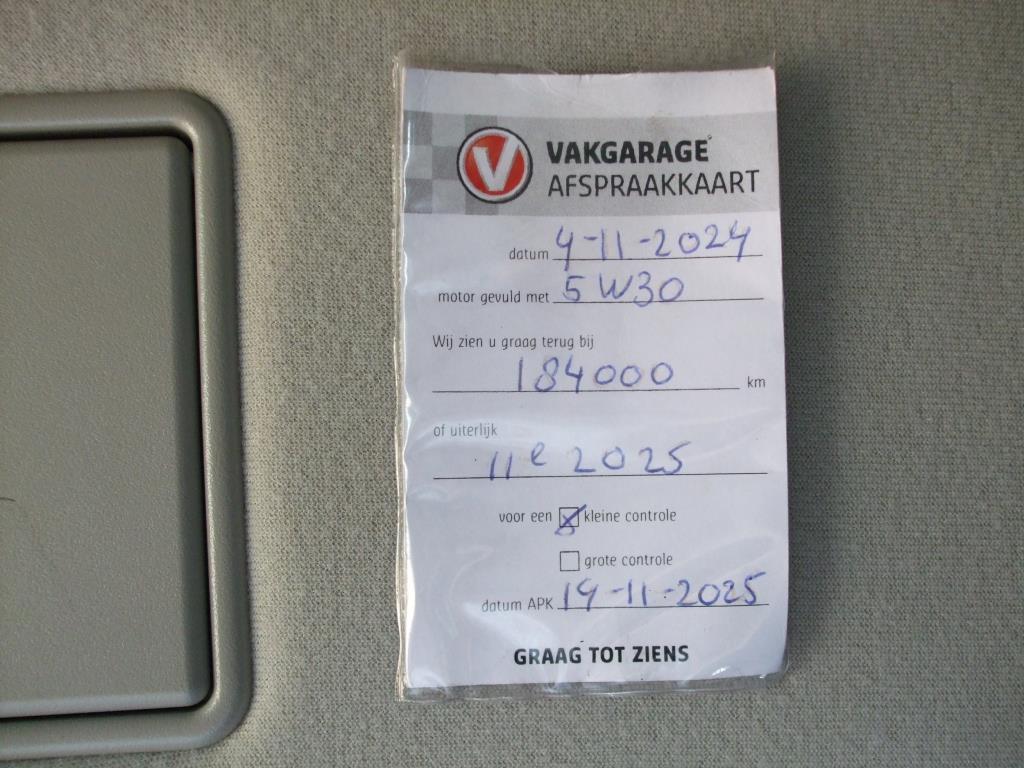 V VAKGARAGE
AFSPRAAKKAART
datum 4-11-2024
motor gevuld met 5W30
Wij zien u graag terug bij
184000 km
of uiterlijk
11e 2025
voor een kleine controle
grote controle
datum APK 14-11-2025
GRAAG TOT ZIENS